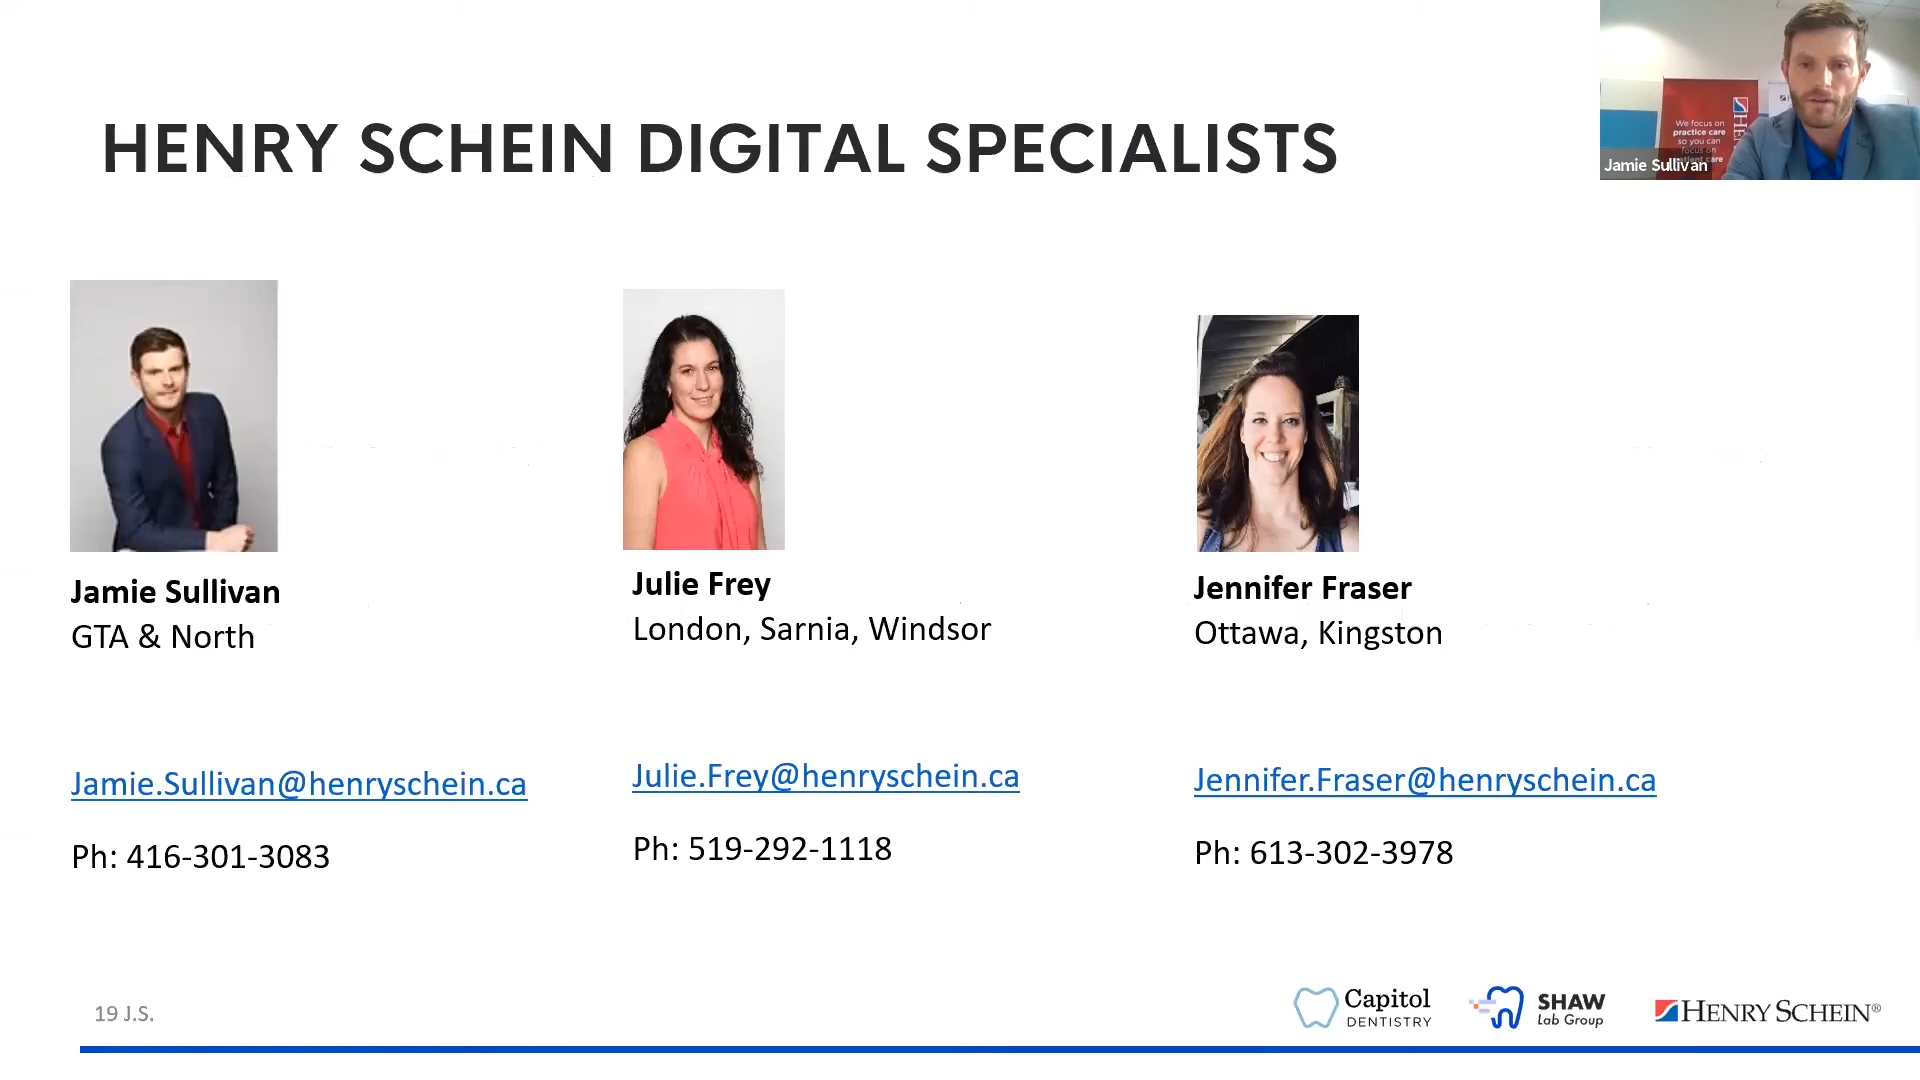 HENRY SCHEIN DIGITAL SPECIALISTS
We focus on
practice care
so you can
focus on
patient care
Jamie Sullivan
Jamie Sullivan
GTA & North
Jamie.Sullivan@henryschein.ca
Ph: 416-301-3083
Julie Frey
London, Sarnia, Windsor
Julie.Frey@henryschein.ca
Ph: 519-292-1118
Jennifer Fraser
Ottawa, Kingston
Jennifer.Fraser@henryschein.ca
Ph: 613-302-3978
19 J.S.
Capitol
DENTISTRY
SHAW
Lab Group
HENRY SCHEIN®